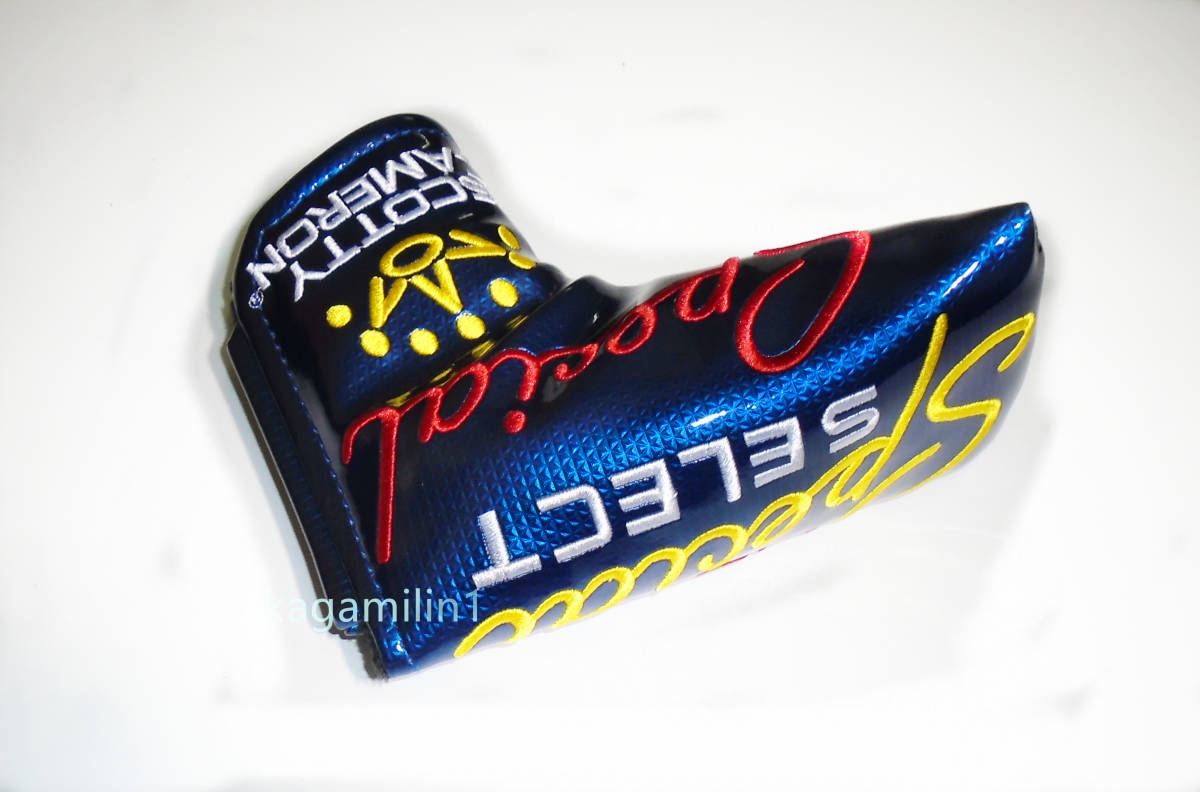 SCOTTY
CAMERON®
Special
SELECT
Special
kagamilin1